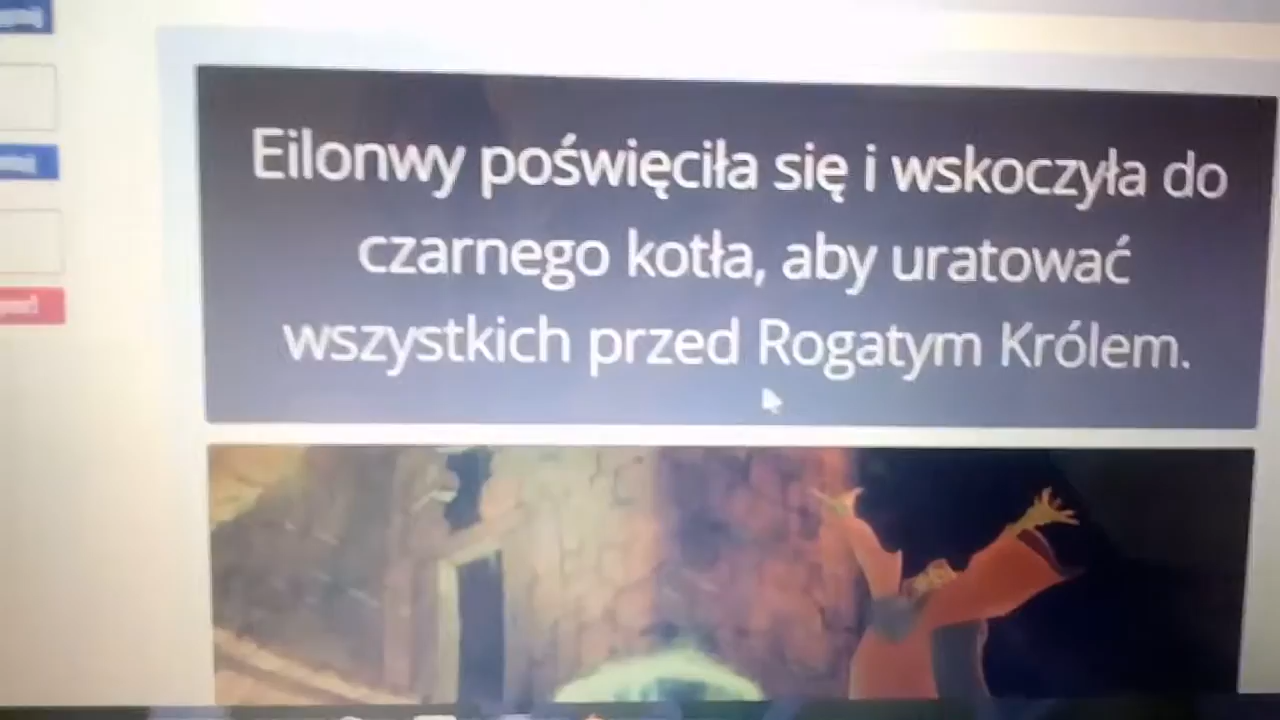 Eilonwy poświęciła się i wskoczyła do
czarnego kotła, aby uratować
wszystkich przed Rogatym Królem.